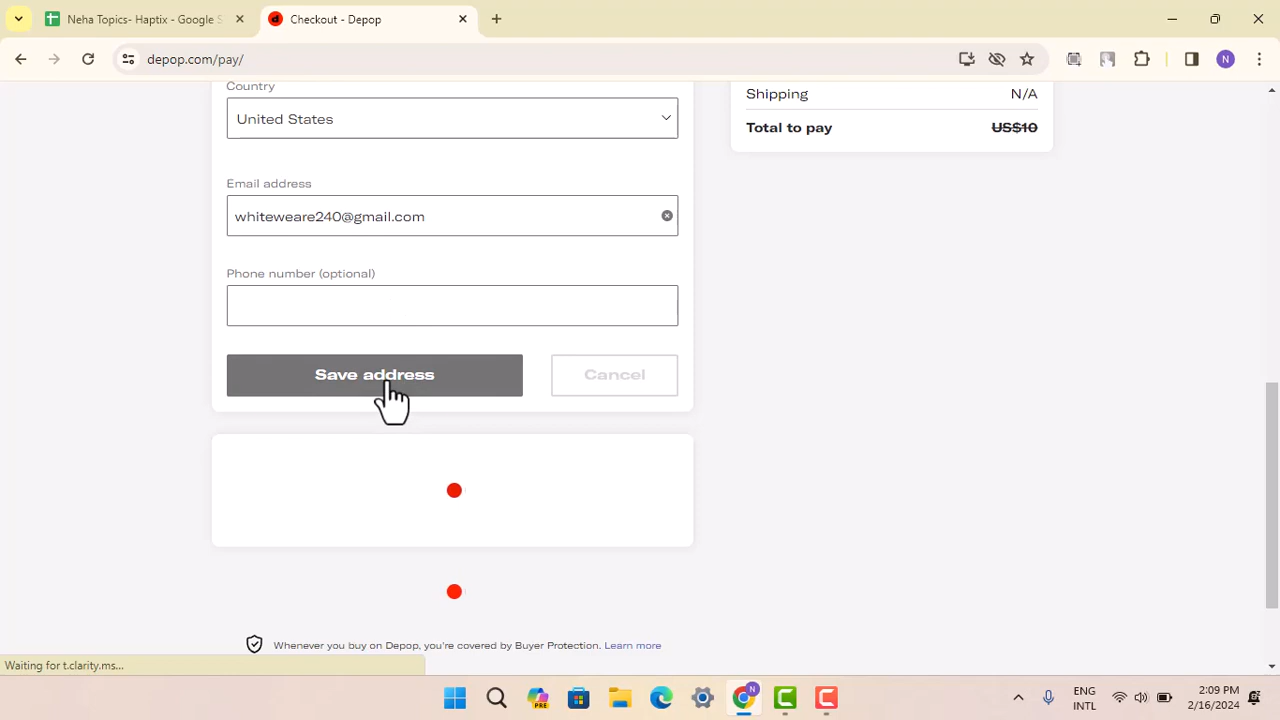 Neha Topics- Haptix - Google S
Checkout - Depop
depop.com/pay/
N
Country
United States
Email address
whiteweare240@gmail.com
Phone number (optional)
Save address
Cancel
Shipping N/A
Total to pay US$10
Whenever you buy on Depop, you're covered by Buyer Protection. Learn more
Waiting for t.clarity.ms...
PRE
N
ENG
INTL
2:09 PM
2/16/2024